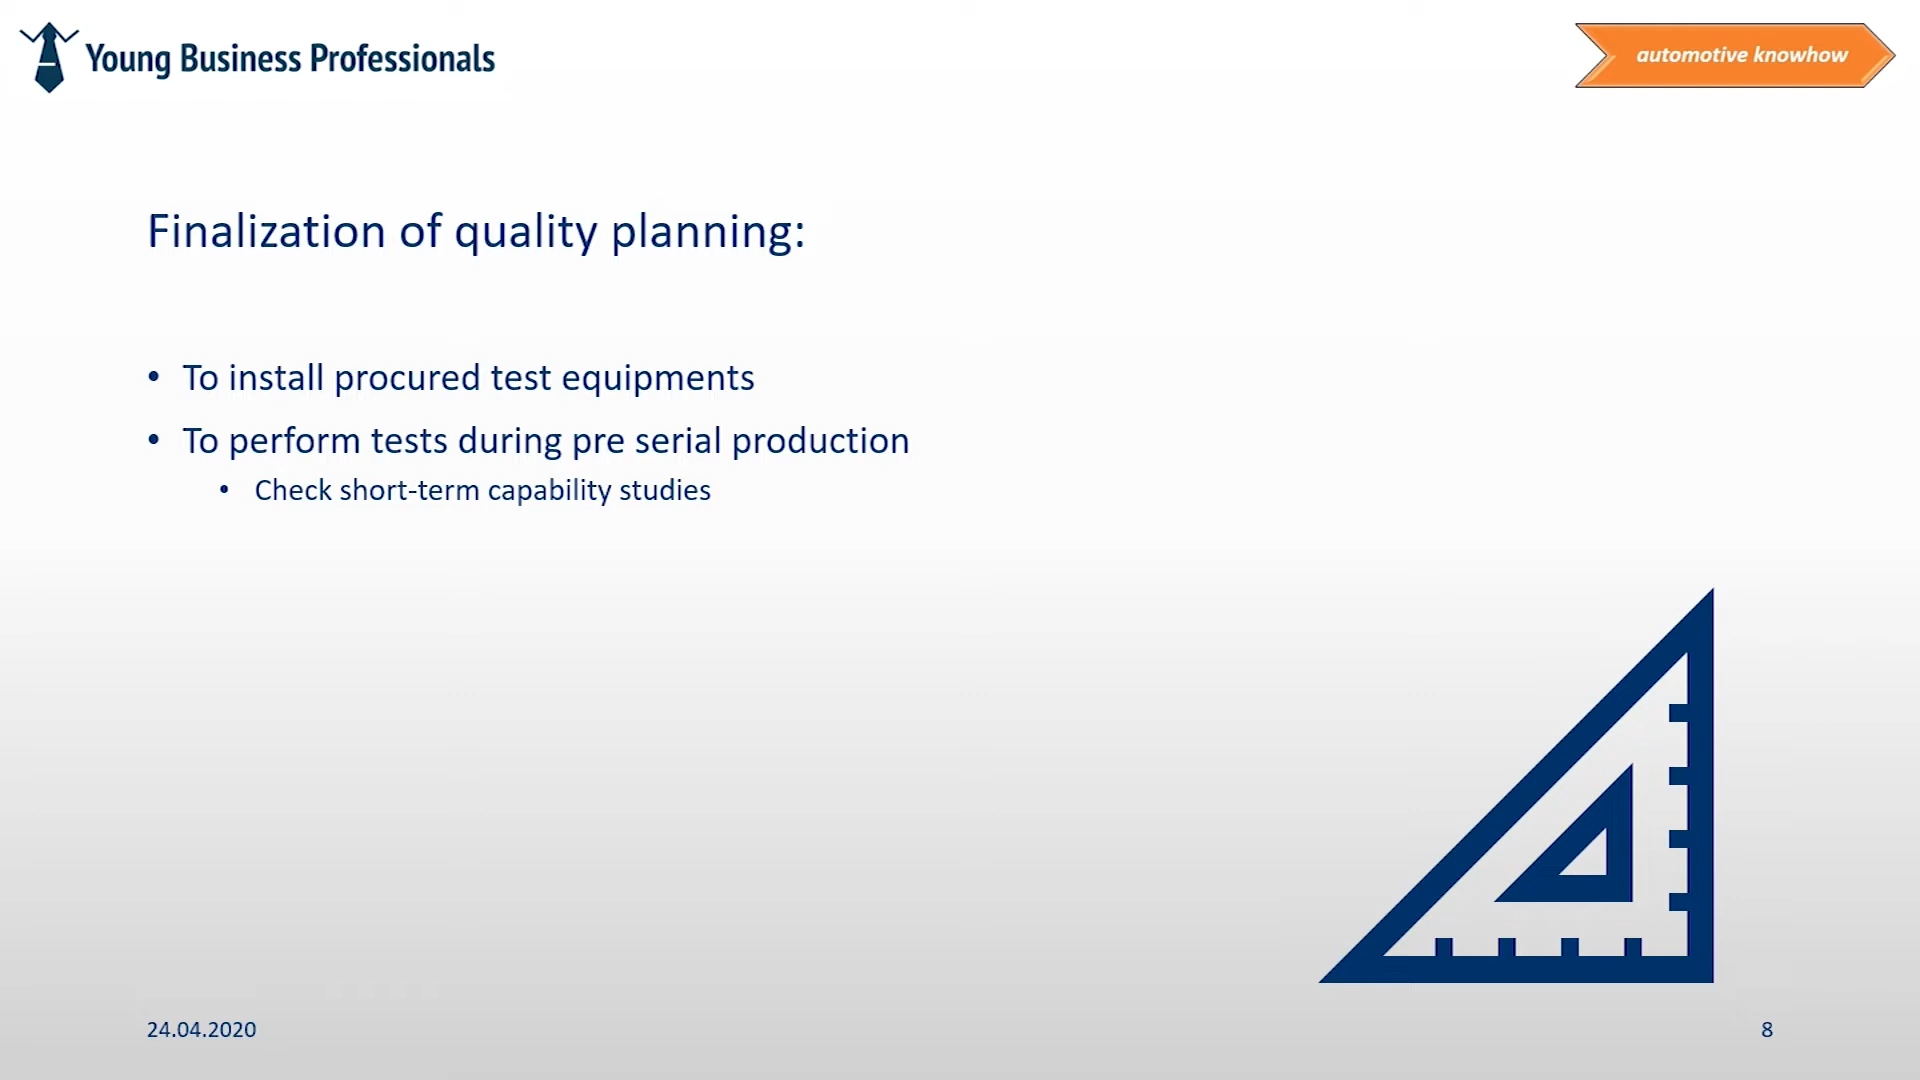 Young Business Professionals
automotive knowhow
Finalization of quality planning:
• To install procured test equipments
• To perform tests during pre serial production
• Check short-term capability studies
24.04.2020
8